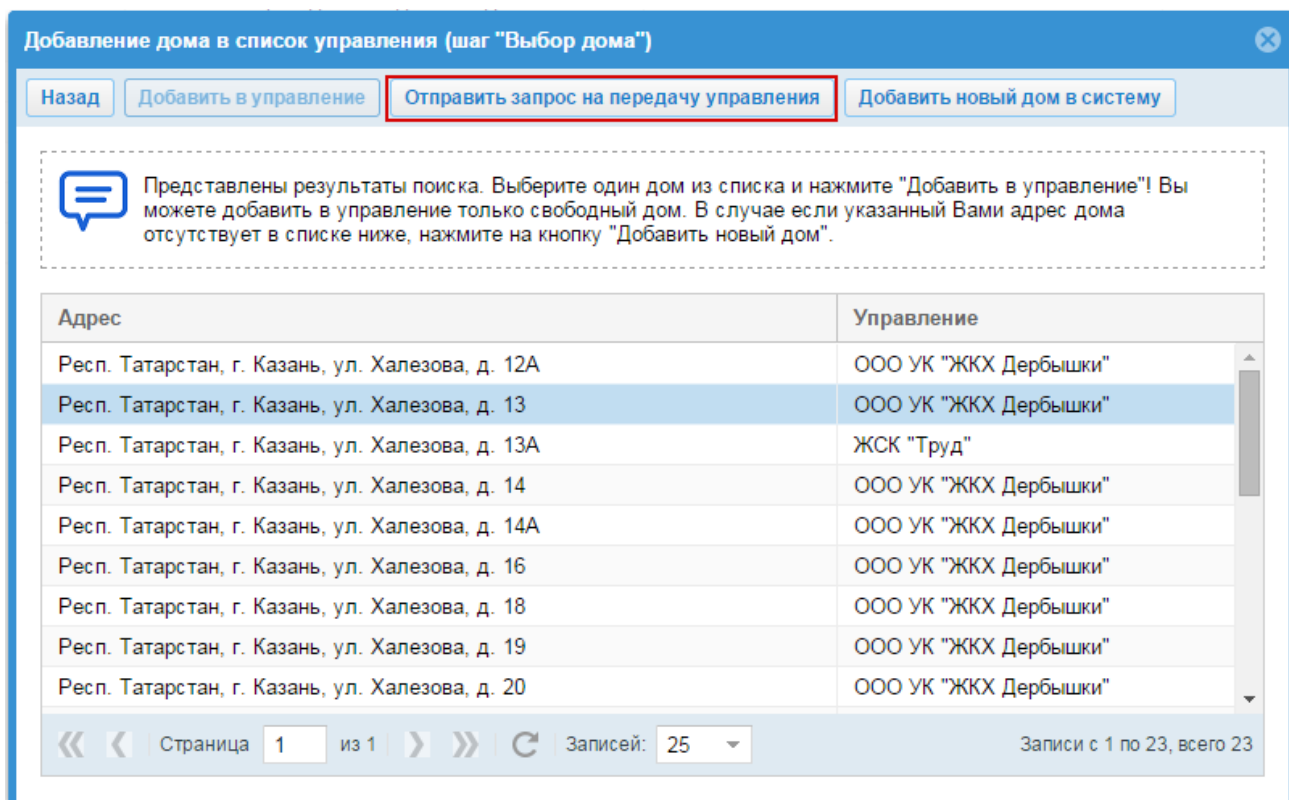 Добавление дома в список управления (шаг "Выбор дома")
Назад Добавить в управление Отправить запрос на передачу управления Добавить новый дом в систему
Представлены результаты поиска. Выберите один дом из списка и нажмите "Добавить в управление"! Вы
можете добавить в управление только свободный дом. В случае если указанный Вами адрес дома
отсутствует в списке ниже, нажмите на кнопку "Добавить новый дом".
Адрес Управление
Респ. Татарстан, г. Казань, ул. Халезова, д. 12А ООО УК "ЖКХ Дербышки"
Респ. Татарстан, г. Казань, ул. Халезова, д. 13 ООО УК "ЖКХ Дербышки"
Респ. Татарстан, г. Казань, ул. Халезова, д. 13А ЖСК "Труд"
Респ. Татарстан, г. Казань, ул. Халезова, д. 14 ООО УК "ЖКХ Дербышки"
Респ. Татарстан, г. Казань, ул. Халезова, д. 14А ООО УК "ЖКХ Дербышки"
Респ. Татарстан, г. Казань, ул. Халезова, д. 16 ООО УК "ЖКХ Дербышки"
Респ. Татарстан, г. Казань, ул. Халезова, д. 18 ООО УК "ЖКХ Дербышки"
Респ. Татарстан, г. Казань, ул. Халезова, д. 19 ООО УК "ЖКХ Дербышки"
Респ. Татарстан, г. Казань, ул. Халезова, д. 20 ООО УК "ЖКХ Дербышки"
Страница 1 из 1 Записей: 25 Записи с 1 по 23, всего 23